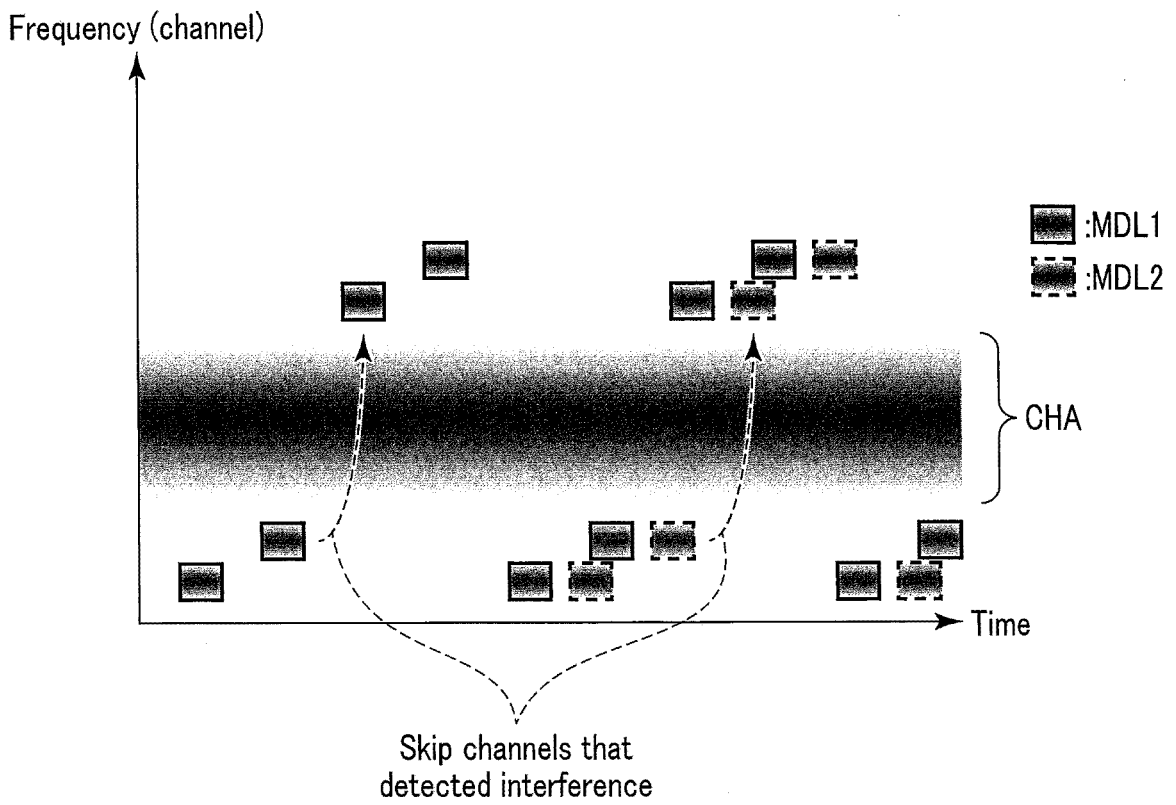 Frequency (channel)
:MDL1
:MDL2
CHA
Time
Skip channels that
detected interference